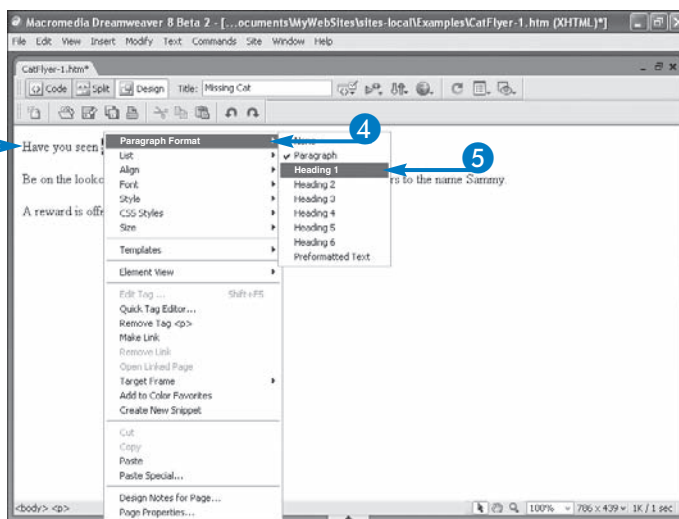 Macromedia Dreamweaver 8 Beta 2 - [...ocuments\MyWebSites\sites-local\Examples\CatFlyer-1.htm (XHTML)*]
File Edit View Insert Modify Text Commands Site Window Help
CatFlyer-1.htm*
Code Split Design Title: Missing Cat
Have you seen
Be on the looko rs to the name Sammy.
A reward is offe
Paragraph Format
List
Align
Font
Style
CSS Styles
Size
Templates
Element View
Edit Tag ... Shift+F5
Quick Tag Editor...
Remove Tag <p>
Make Link
Remove Link
Open Linked Page
Target Frame
Add to Color Favorites
Create New Snippet
Cut
Copy
Paste
Paste Special...
Design Notes for Page...
Page Properties...
None
Paragraph
Heading 1
Heading 2
Heading 3
Heading 4
Heading 5
Heading 6
Preformatted Text
4
5
<body> <p> 100% 786 x 439 1K / 1 sec